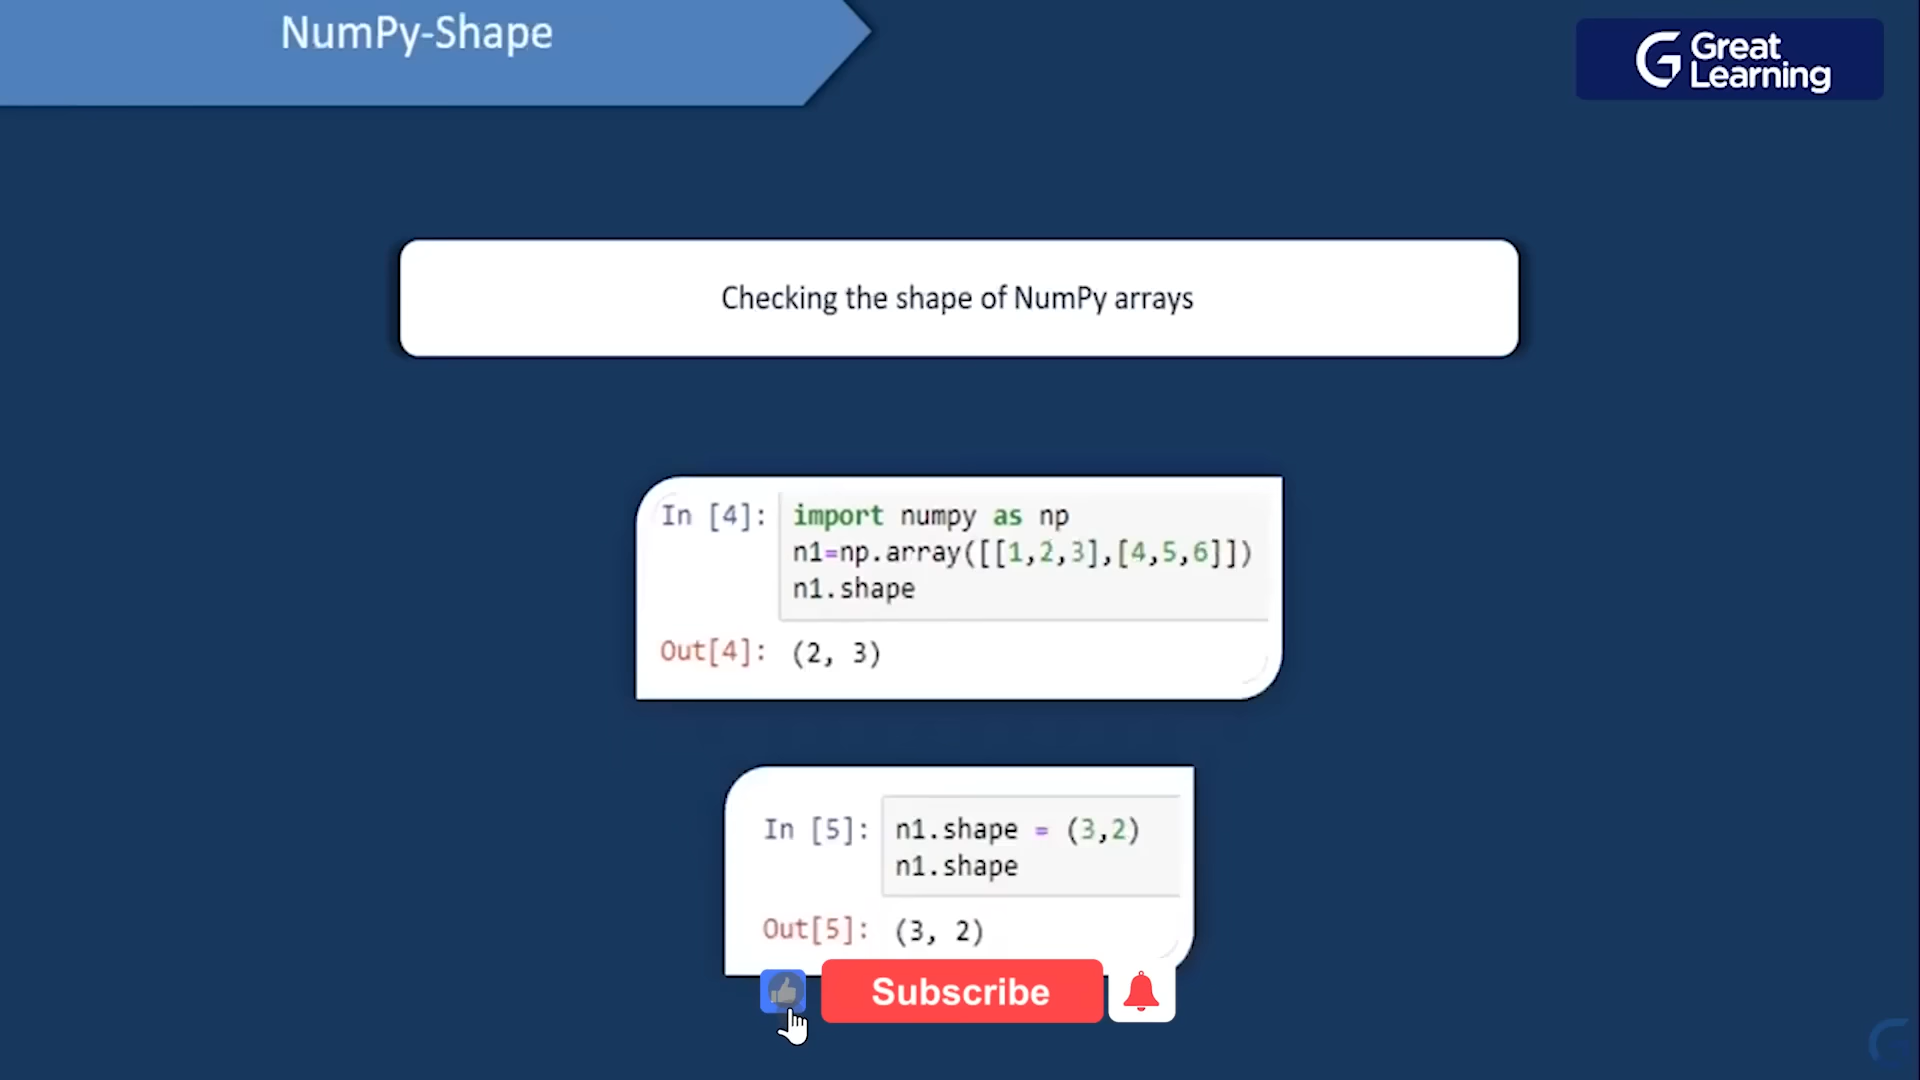 NumPy-Shape
Great
Learning
Checking the shape of NumPy arrays
In [4]: import numpy as np
n1=np.array([[1,2,3],[4,5,6]])
n1.shape
Out[4]: (2, 3)
In [5]: n1.shape = (3,2)
n1.shape
Out[5]: (3, 2)
Subscribe